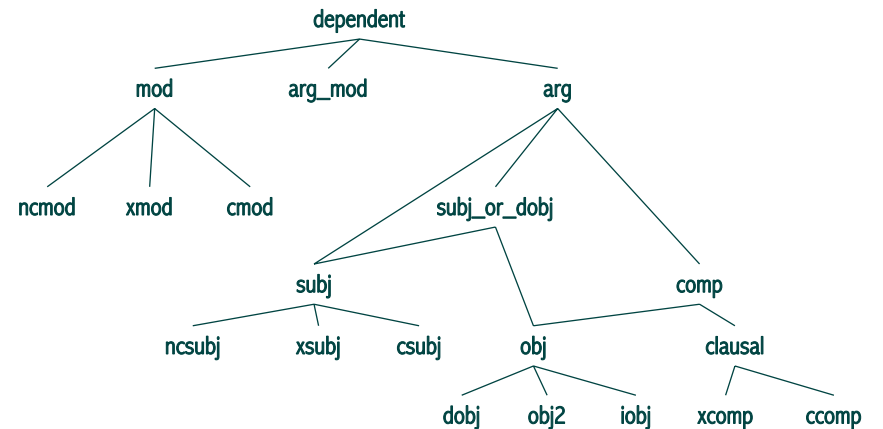 dependent
mod arg_mod arg
ncmod xmod cmod subj_or_dobj
subj comp
ncsubj xsubj csubj obj clausal
dobj obj2 iobj xcomp ccomp